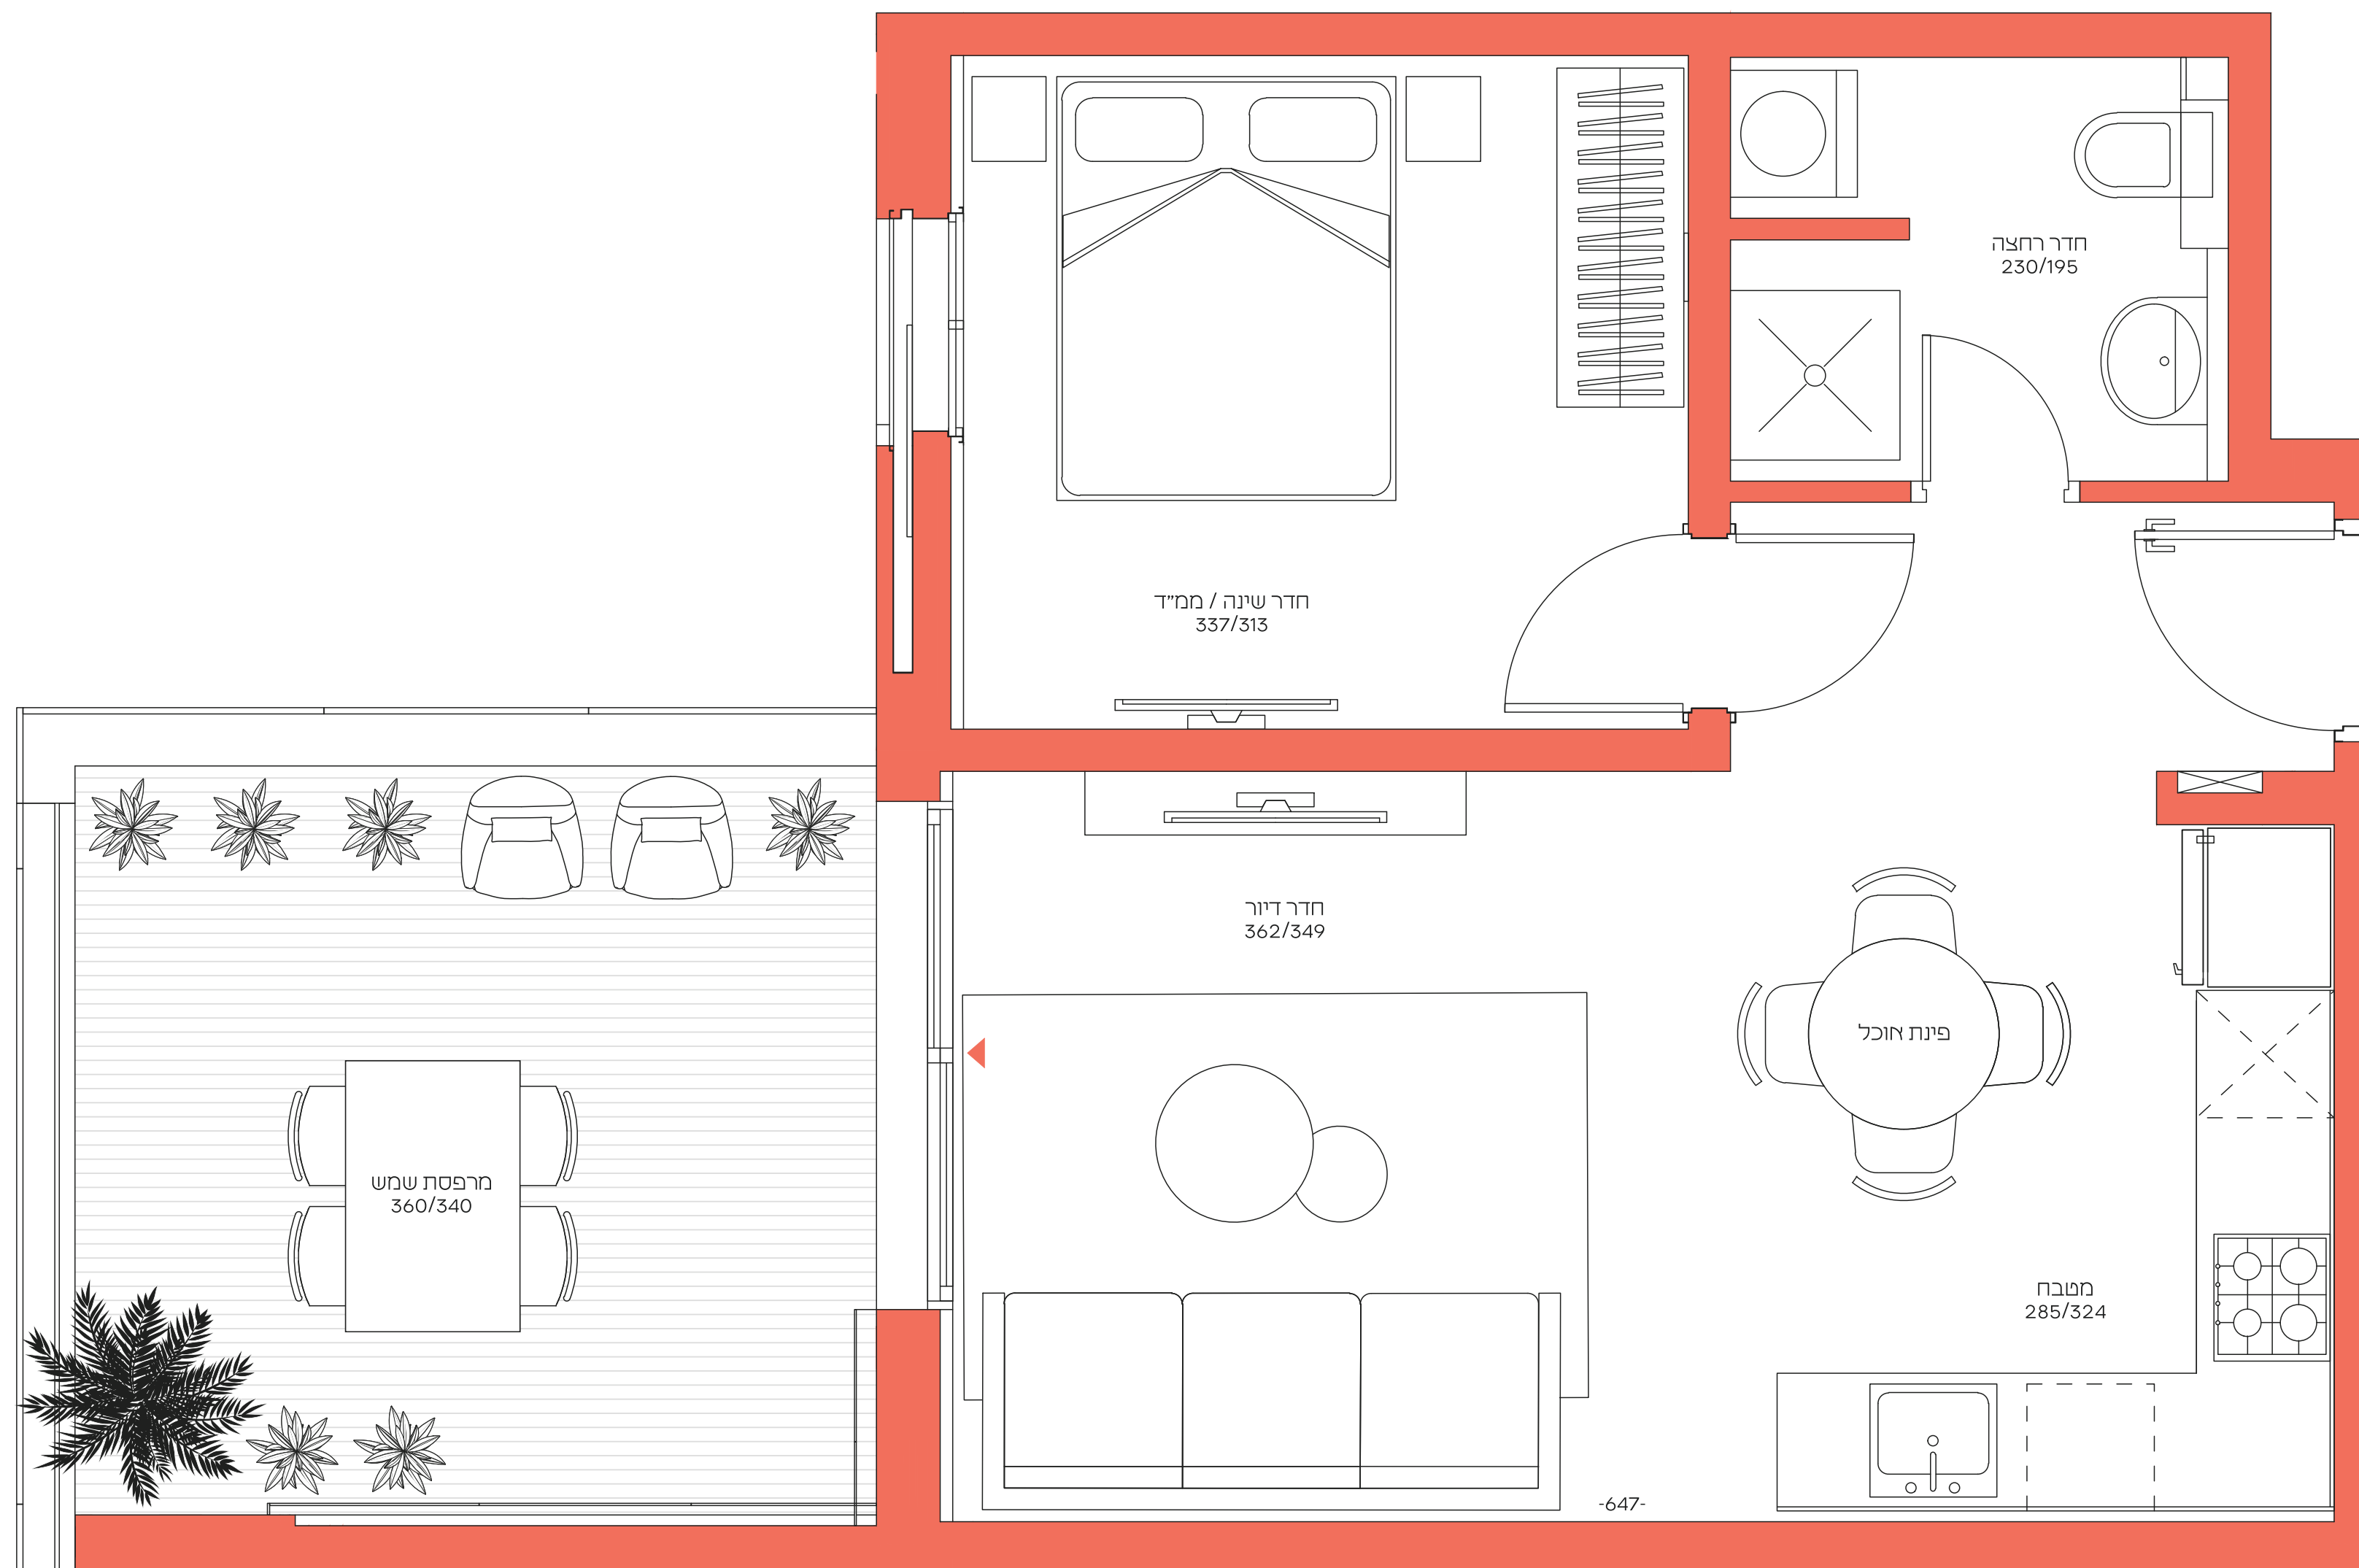 חדר רחצה
230/195
חדר שינה / ממ״ד
337/313
חדר דיור
362/349
פינת אוכל
מרפסת שמש
360/340
מטבח
285/324
-647-